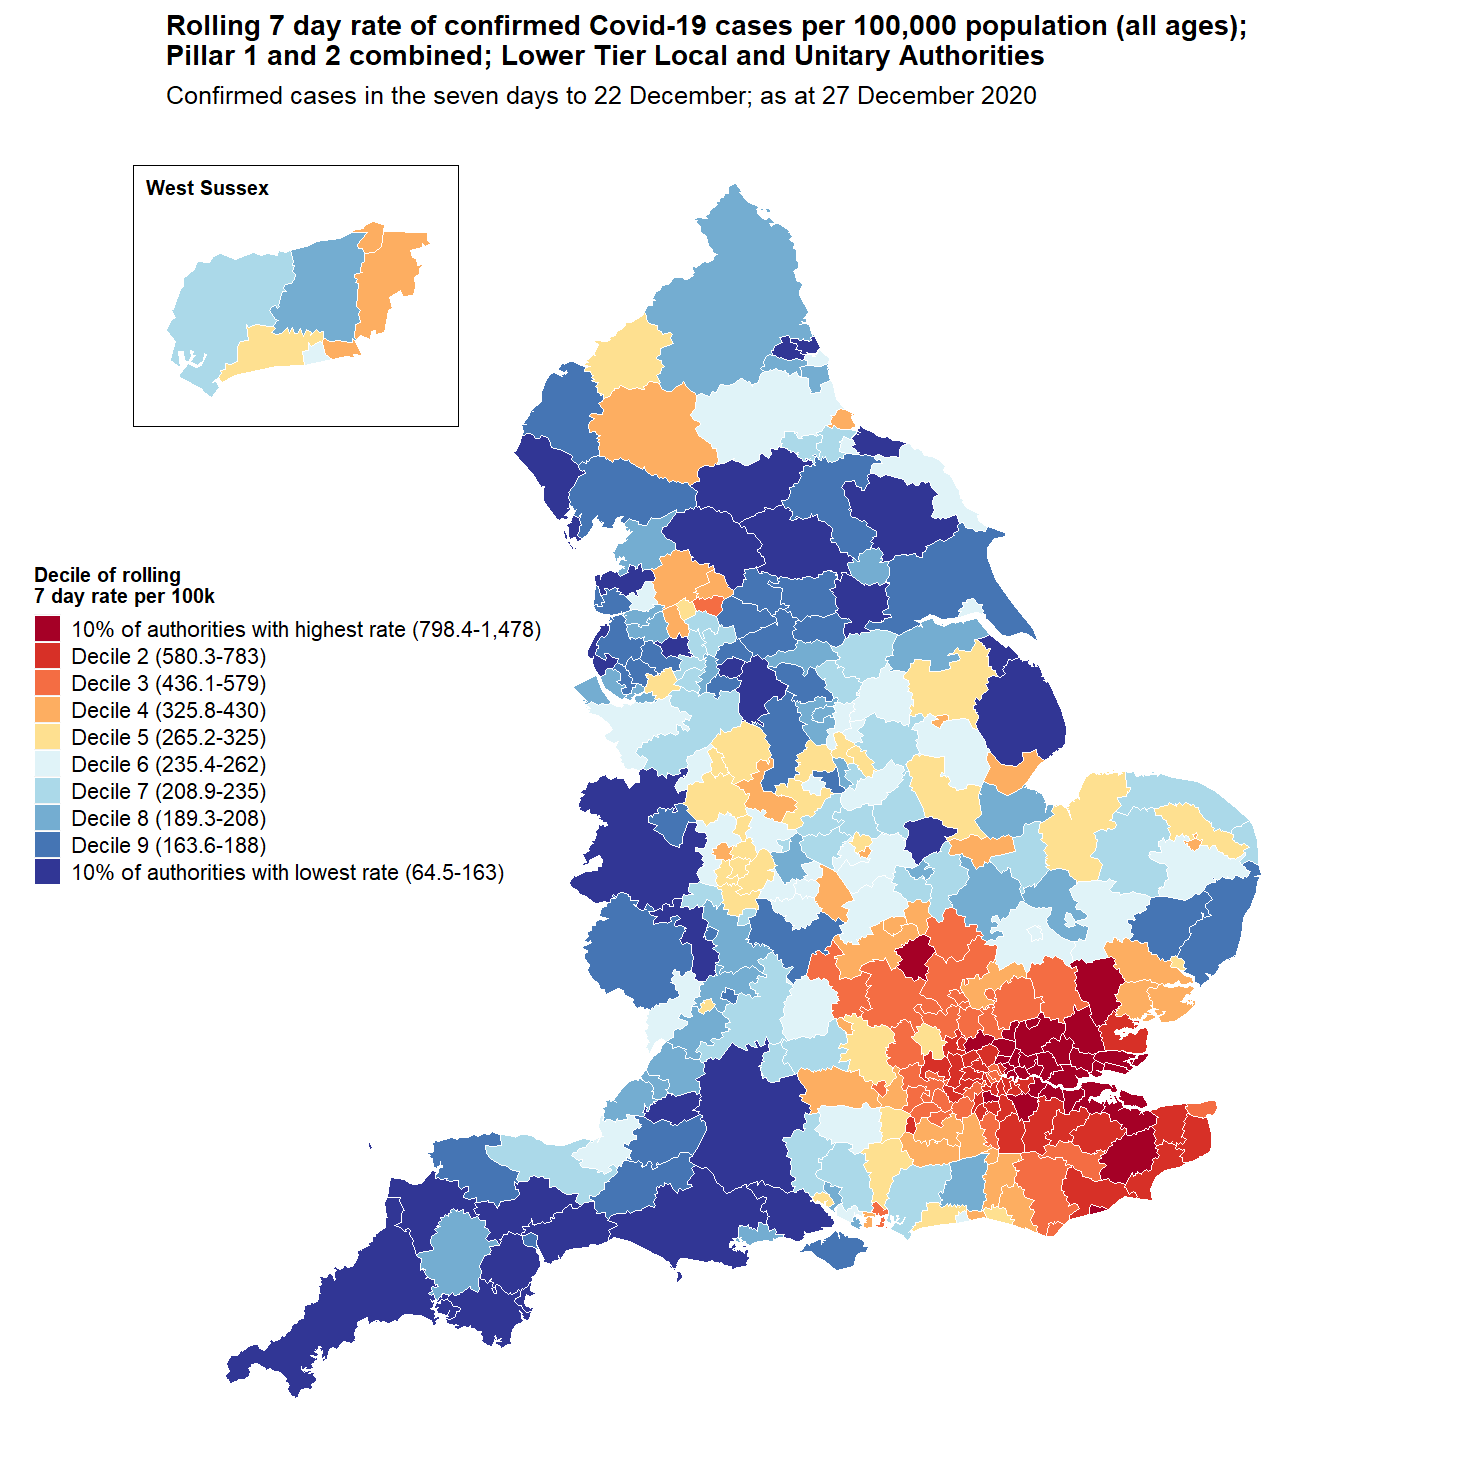 Rolling 7 day rate of confirmed Covid-19 cases per 100,000 population (all ages);
Pillar 1 and 2 combined; Lower Tier Local and Unitary Authorities
Confirmed cases in the seven days to 22 December; as at 27 December 2020
West Sussex
Decile of rolling
7 day rate per 100k
10% of authorities with highest rate (798.4-1,478)
Decile 2 (580.3-783)
Decile 3 (436.1-579)
Decile 4 (325.8-430)
Decile 5 (265.2-325)
Decile 6 (235.4-262)
Decile 7 (208.9-235)
Decile 8 (189.3-208)
Decile 9 (163.6-188)
10% of authorities with lowest rate (64.5-163)